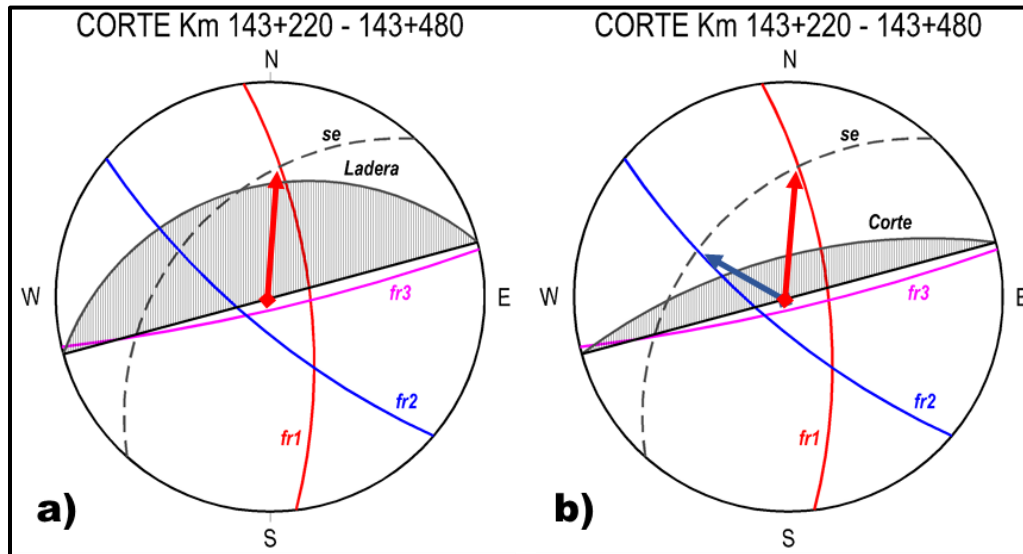 CORTE Km 143+220 - 143+480
N
se
Ladera
W
E
fr3
fr2
fr1
S
a)
CORTE Km 143+220 - 143+480
N
se
Corte
W
E
fr3
fr2
fr1
S
b)